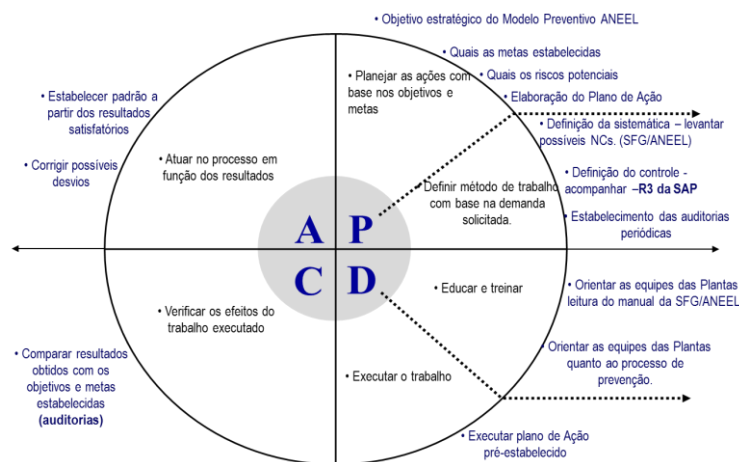 • Objetivo estratégico do Modelo Preventivo ANEEL
• Quais as metas estabelecidas
• Quais os riscos potenciais
• Elaboração do Plano de Ação
• Definição da sistemática – levantar
possíveis NCs. (SFG/ANEEL)
• Definição do controle -
acompanhar –R3 da SAP
• Estabelecimento das auditorias
periódicas
• Planejar as ações com
base nos objetivos e
metas
• Definir método de trabalho
com base na demanda
solicitada.
• Estabelecer padrão a
partir dos resultados
satisfatórios
• Corrigir possíveis
desvios
• Atuar no processo em
função dos resultados
A P
C D
• Educar e treinar
• Executar o trabalho
• Orientar as equipes das Plantas
leitura do manual da SFG/ANEEL
• Orientar as equipes das Plantas
quanto ao processo de
prevenção.
• Executar plano de Ação
pré-estabelecido
• Verificar os efeitos do
trabalho executado
• Comparar resultados
obtidos com os
objetivos e metas
estabelecidas
(auditorias)